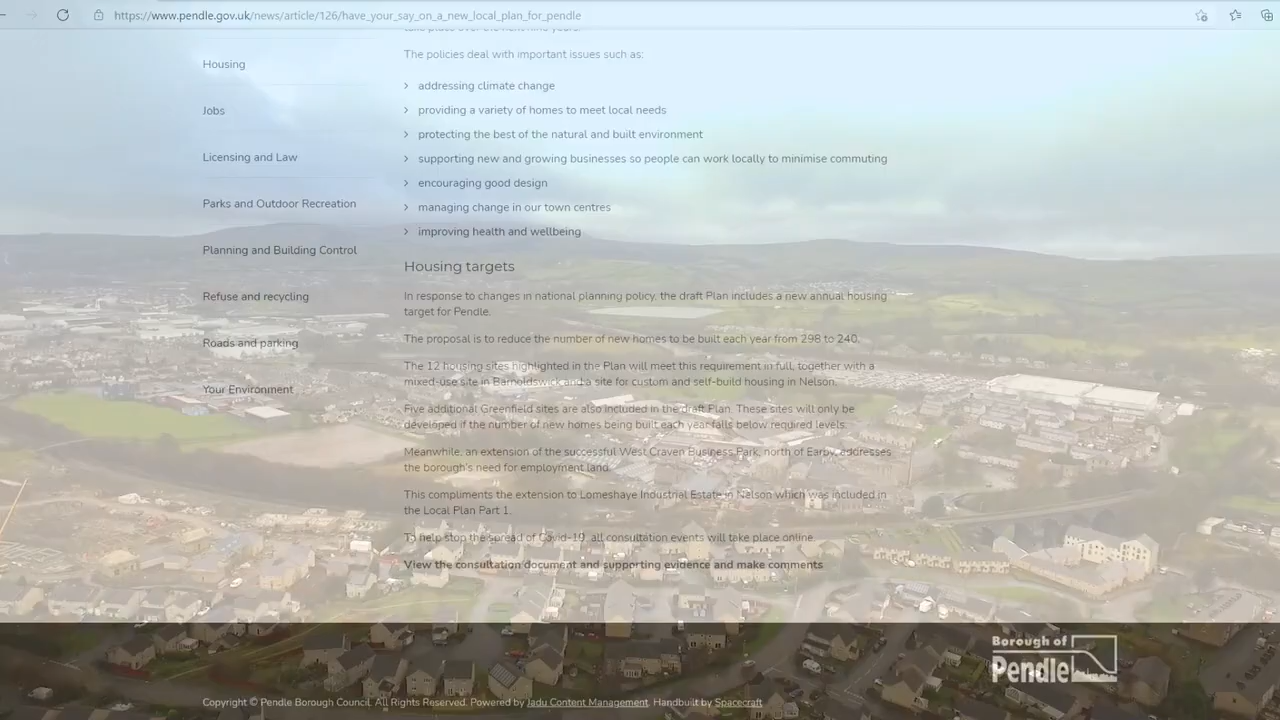 https://www.pendle.gov.uk/news/article/126/have_your_say_on_a_new_local_plan_for_pendle
take place over the next nine years.
The policies deal with important issues such as:
Housing
addressing climate change
Jobs
providing a variety of homes to meet local needs
protecting the best of the natural and built environment
Licensing and Law
supporting new and growing businesses so people can work locally to minimise commuting
encouraging good design
Parks and Outdoor Recreation
managing change in our town centres
improving health and wellbeing
Planning and Building Control
Housing targets
Refuse and recycling
In response to changes in national planning policy, the draft Plan includes a new annual housing
target for Pendle.
Roads and parking
The proposal is to reduce the number of new homes to be built each year from 298 to 240.
The 12 housing sites highlighted in the Plan will meet this requirement in full, together with a
mixed-use site in Barnoldswick and a site for custom and self-build housing in Nelson.
Your Environment
Five additional Greenfield sites are also included in the draft Plan. These sites will only be
developed if the number of new homes being built each year falls below required levels.
Meanwhile, an extension of the successful West Craven Business Park, north of Earby, addresses
the borough's need for employment land.
This compliments the extension to Lomeshaye Industrial Estate in Nelson which was included in
the Local Plan Part 1.
To help stop the spread of Covid-19, all consultation events will take place online.
View the consultation document and supporting evidence and make comments
Borough of
Pendle
Copyright © Pendle Borough Council. All Rights Reserved. Powered by Jadu Content Management. Handbuilt by Spacecraft